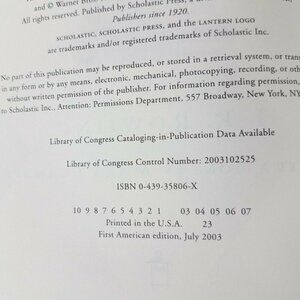 and © Warner Bros.
All rights reserved. Published by Scholastic Press, a
Publishers since 1920.
SCHOLASTIC, SCHOLASTIC PRESS, and the LANTERN LOGO
are trademarks and/or registered trademarks of Scholastic Inc.
No part of this publication may be reproduced, or stored in a retrieval system, or trans
in any form or by any means, electronic, mechanical, photocopying, recording, or oth
without written permission of the publisher. For information regarding permission,
to Scholastic Inc., Attention: Permissions Department, 557 Broadway, New York, NY
Library of Congress Cataloging-in-Publication Data Available
Library of Congress Control Number: 2003102525
ISBN 0-439-35806-X
10 9 8 7 6 5 4 3 2 1 03 04 05 06 07
Printed in the U.S.A. 23
First American edition, July 2003